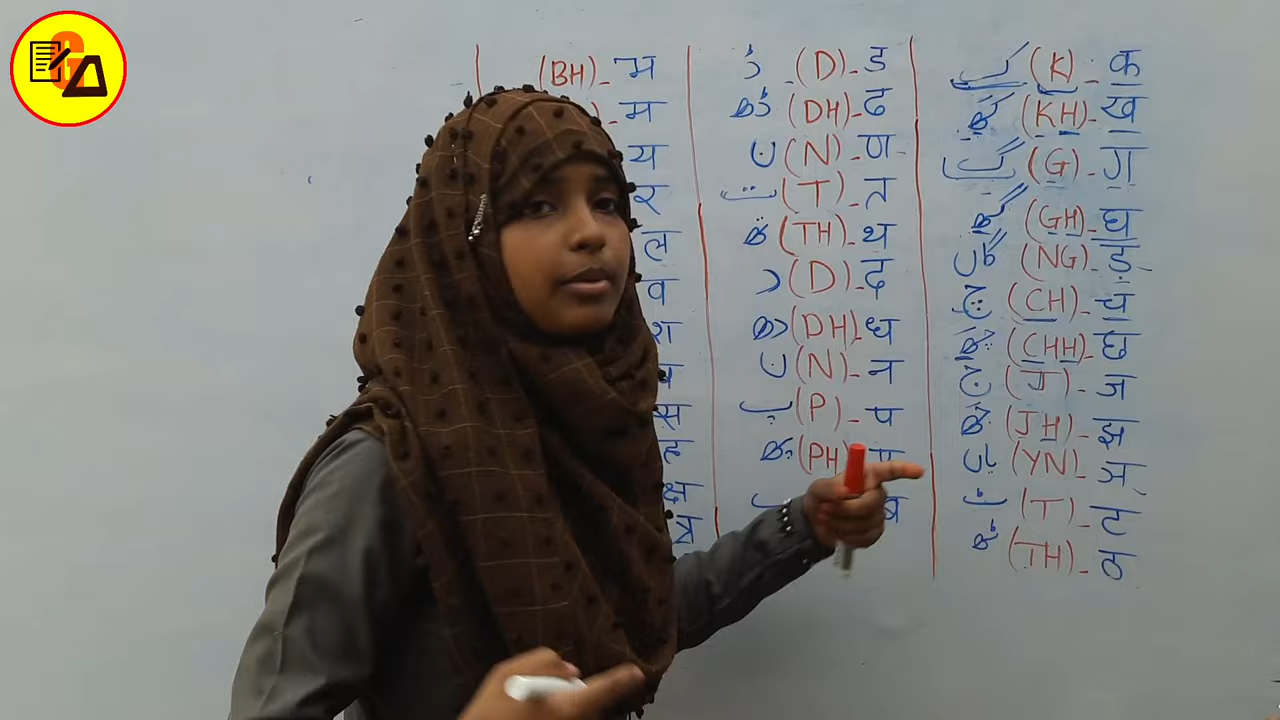 क - (K) ک
ख - (KH) کھ
ग - (G) گ
घ - (GH) گھ
ङ - (NG) گں
च - (CH) چ
छ - (CHH) چھ
ज - (J) ج
झ - (JH) جھ
ञ - (YN) یں
ट - (T) ٹ
ठ - (TH) ٹھ
ड - (D) ڈ
ढ - (DH) ڈھ
ण - (N) ن
त - (T) ت
थ - (TH) تھ
द - (D) د
ध - (DH) دھ
न - (N) ن
प - (P) پ
(PH) پھ
ब
भ - (BH)
म
य
र
ल
व
श
स
ह
क्ष
त्र